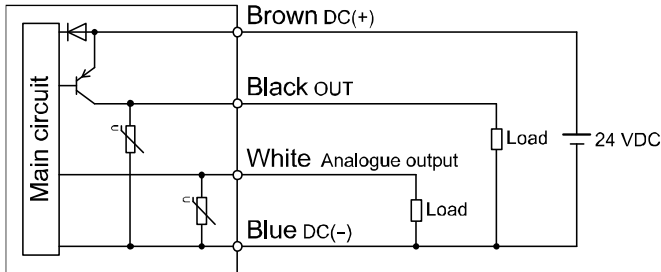 Brown DC(+)
Main circuit
Black OUT
U
Load
24 VDC
White Analogue output
U
Load
Blue DC(−)